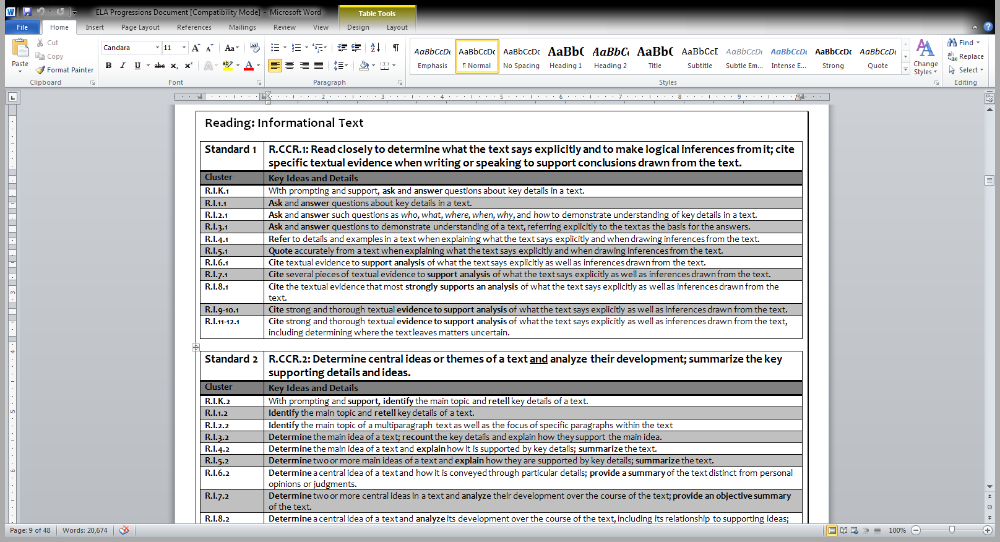 ELA Progressions Document [Compatibility Mode] - Microsoft Word
Table Tools
File Home Insert Page Layout References Mailings Review View Design Layout
Paste
Cut
Copy
Format Painter
Clipboard
Candara 11
Font
Paragraph
AaBbCcDc AaBbCcDc AaBbCcDc AaBbC AaBbC AaBbC AaBbCcI AaBbCcDc AaBbCcDc AaBbCcDc AaBbCcDc
Emphasis ¶ Normal No Spacing Heading 1 Heading 2 Title Subtitle Subtle Em... Intense E... Strong Quote
Change Styles
Styles
Find
Replace
Select
Editing
1 2 3 4 5 6 7 8 9
Reading: Informational Text
Standard 1 R.CCR.1: Read closely to determine what the text says explicitly and to make logical inferences from it; cite
specific textual evidence when writing or speaking to support conclusions drawn from the text.
Cluster Key Ideas and Details
R.I.K.1 With prompting and support, ask and answer questions about key details in a text.
R.I.1.1 Ask and answer questions about key details in a text.
R.I.2.1 Ask and answer such questions as who, what, where, when, why, and how to demonstrate understanding of key details in a text.
R.I.3.1 Ask and answer questions to demonstrate understanding of a text, referring explicitly to the text as the basis for the answers.
R.I.4.1 Refer to details and examples in a text when explaining what the text says explicitly and when drawing inferences from the text.
R.I.5.1 Quote accurately from a text when explaining what the text says explicitly and when drawing inferences from the text.
R.I.6.1 Cite textual evidence to support analysis of what the text says explicitly as well as inferences drawn from the text.
R.I.7.1 Cite several pieces of textual evidence to support analysis of what the text says explicitly as well as inferences drawn from the text.
R.I.8.1 Cite the textual evidence that most strongly supports an analysis of what the text says explicitly as well as inferences drawn from the
text.
R.I.9-10.1 Cite strong and thorough textual evidence to support analysis of what the text says explicitly as well as inferences drawn from the text.
R.I.11-12.1 Cite strong and thorough textual evidence to support analysis of what the text says explicitly as well as inferences drawn from the text,
including determining where the text leaves matters uncertain.
Standard 2 R.CCR.2: Determine central ideas or themes of a text and analyze their development; summarize the key
supporting details and ideas.
Cluster Key Ideas and Details
R.I.K.2 With prompting and support, identify the main topic and retell key details of a text.
R.I.1.2 Identify the main topic and retell key details of a text.
R.I.2.2 Identify the main topic of a multiparagraph text as well as the focus of specific paragraphs within the text
R.I.3.2 Determine the main idea of a text; recount the key details and explain how they support the main idea.
R.I.4.2 Determine the main idea of a text and explain how it is supported by key details; summarize the text.
R.I.5.2 Determine two or more main ideas of a text and explain how they are supported by key details; summarize the text.
R.I.6.2 Determine a central idea of a text and how it is conveyed through particular details; provide a summary of the text distinct from personal
opinions or judgments.
R.I.7.2 Determine two or more central ideas in a text and analyze their development over the course of the text; provide an objective summary
of the text.
R.I.8.2 Determine a central idea of a text and analyze its development over the course of the text, including its relationship to supporting ideas;
Page: 9 of 48 Words: 20,674 100%